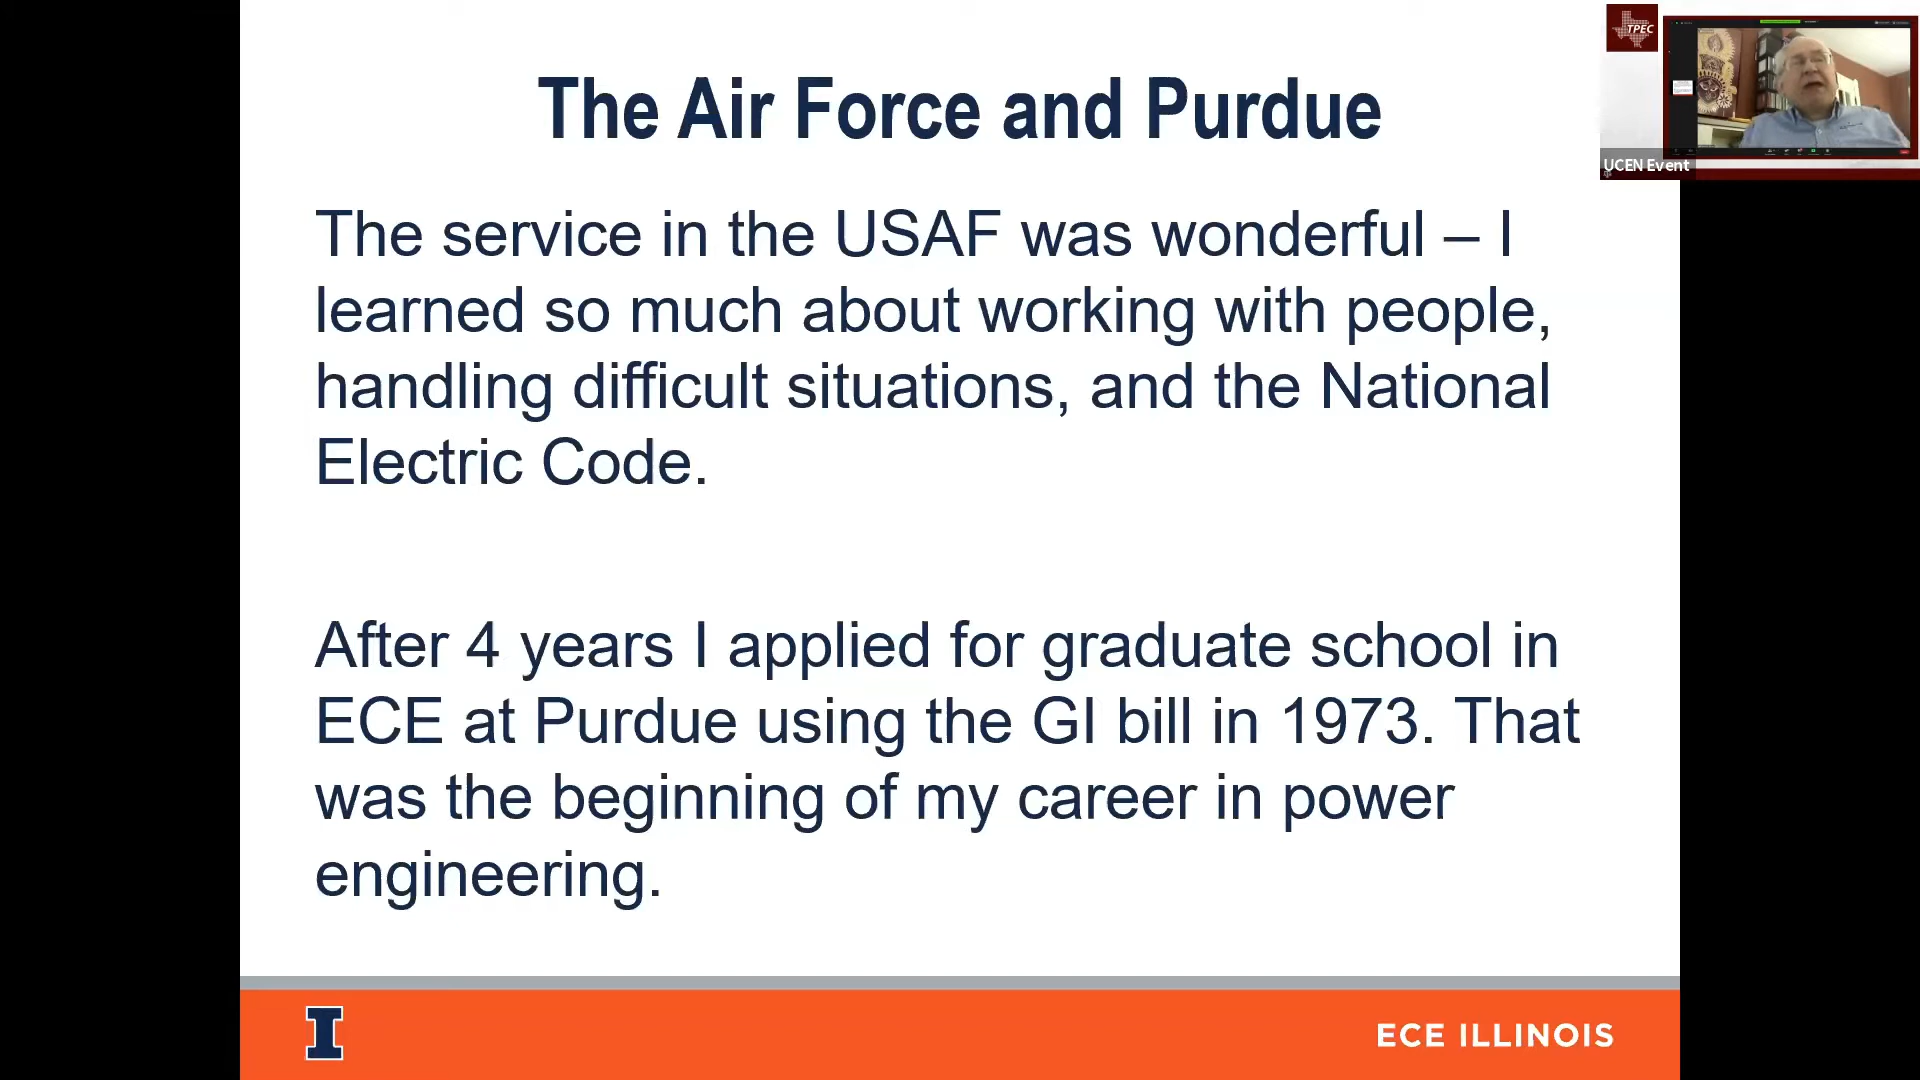 The Air Force and Purdue
TPEC
UCEN Event
The service in the USAF was wonderful – I
learned so much about working with people,
handling difficult situations, and the National
Electric Code.
After 4 years I applied for graduate school in
ECE at Purdue using the GI bill in 1973. That
was the beginning of my career in power
engineering.
I
ECE ILLINOIS